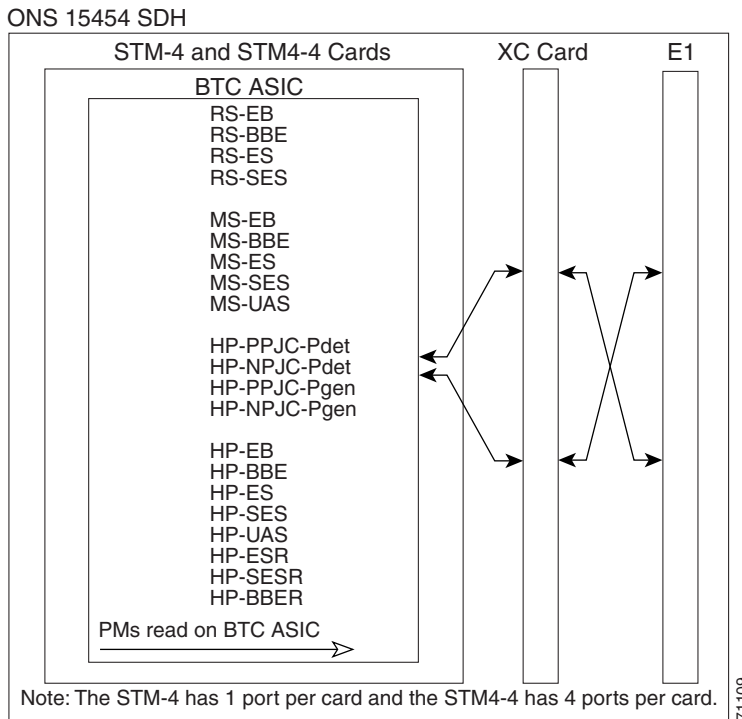 ONS 15454 SDH
STM-4 and STM4-4 Cards
XC Card
E1
BTC ASIC
RS-EB
RS-BBE
RS-ES
RS-SES
MS-EB
MS-BBE
MS-ES
MS-SES
MS-UAS
HP-PPJC-Pdet
HP-NPJC-Pdet
HP-PPJC-Pgen
HP-NPJC-Pgen
HP-EB
HP-BBE
HP-ES
HP-SES
HP-UAS
HP-ESR
HP-SESR
HP-BBER
PMs read on BTC ASIC
Note: The STM-4 has 1 port per card and the STM4-4 has 4 ports per card.
71109